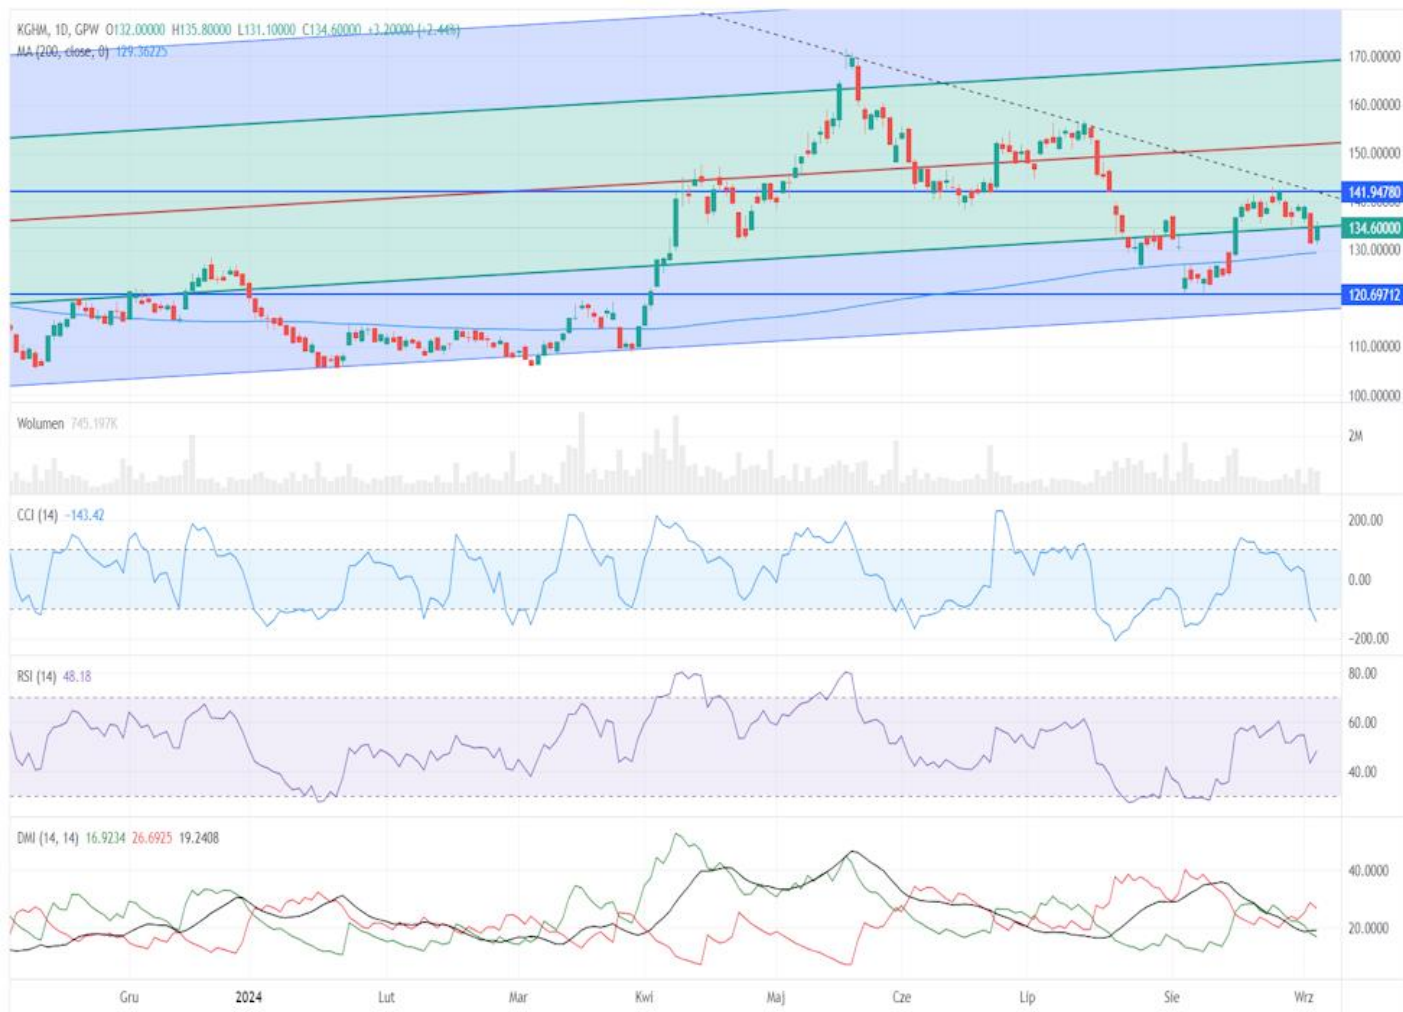 KGHM, 1D, GPW O132.00000 H135.80000 L131.10000 C134.60000 +3.20000 (+2.44%)
MA (200, close, 0) 129.36225
170.00000
160.00000
150.00000
141.94780
140.00000
134.60000
130.00000
120.69712
110.00000
100.00000
Wolumen 745.197K
2M
CCI (14) -143.42
200.00
0.00
-200.00
RSI (14) 48.18
80.00
60.00
40.00
DMI (14, 14) 16.9234 26.6925 19.2408
40.0000
20.0000
Gru 2024 Lut Mar Kwi Maj Cze Lip Sie Wrz